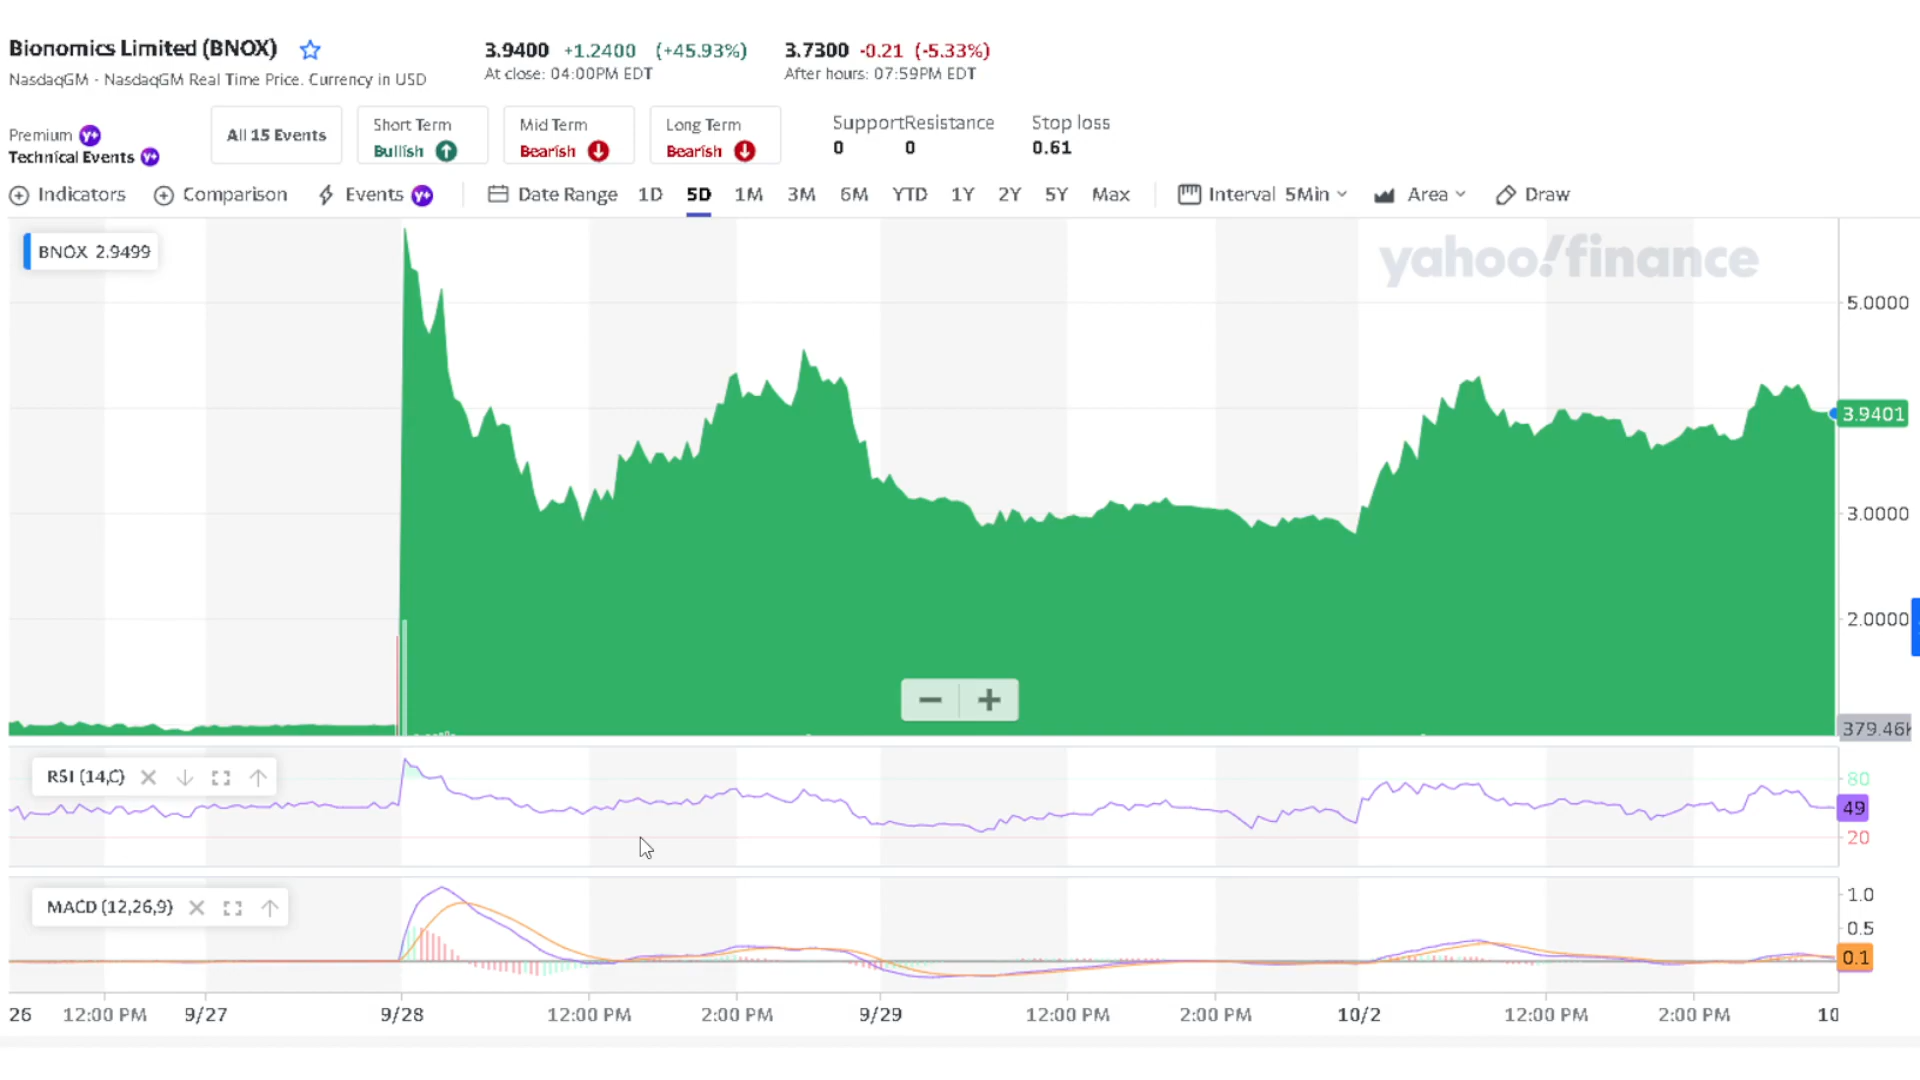 Bionomics Limited (BNOX)
NasdaqGM - NasdaqGM Real Time Price. Currency in USD
3.9400 +1.2400 (+45.93%)
At close: 04:00PM EDT
3.7300 -0.21 (-5.33%)
After hours: 07:59PM EDT
Premium Y+
Technical Events Y+
All 15 Events
Short Term
Bullish
Mid Term
Bearish
Long Term
Bearish
Support Resistance
0 0
Stop loss
0.61
Indicators Comparison Events Y+ Date Range 1D 5D 1M 3M 6M YTD 1Y 2Y 5Y Max Interval 5Min Area Draw
BNOX 2.9499
yahoo!finance
5.0000
3.9401
3.0000
2.0000
379.46K
RSI (14,C)
80
49
20
MACD (12,26,9)
1.0
0.5
0.1
26 12:00 PM 9/27 9/28 12:00 PM 2:00 PM 9/29 12:00 PM 2:00 PM 10/2 12:00 PM 2:00 PM 10